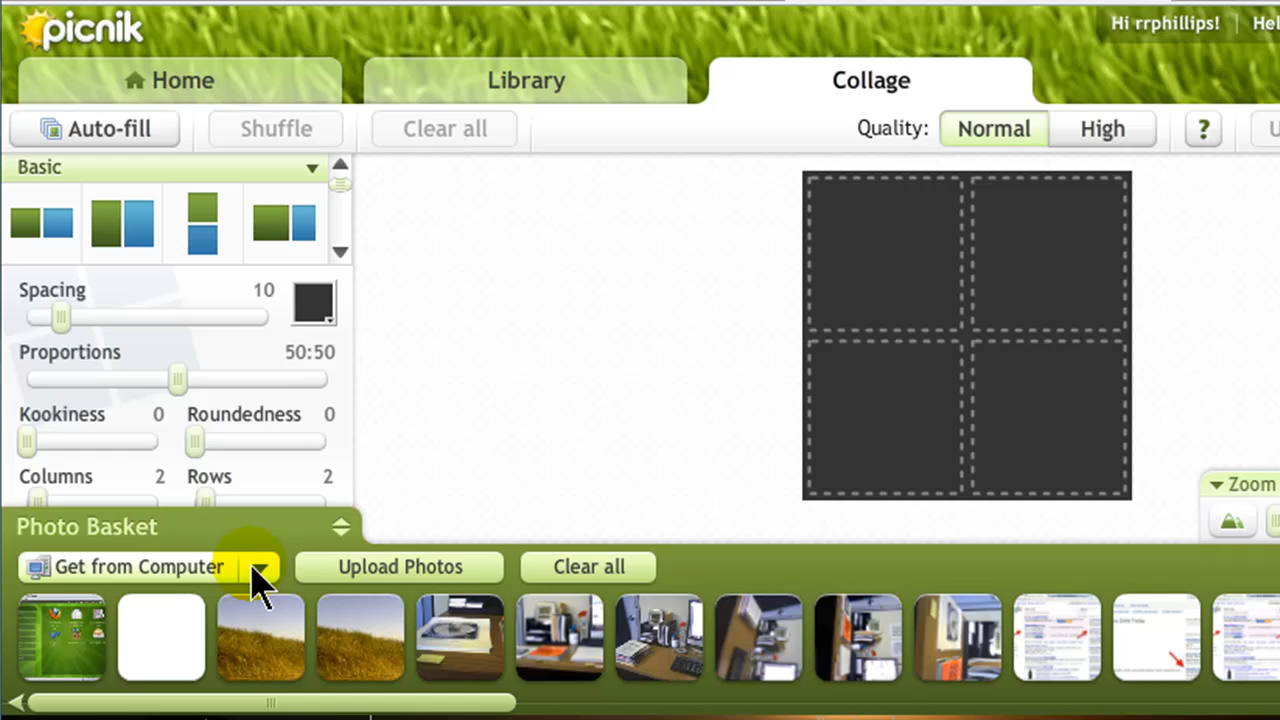 picnik
Hi rrphillips!
Home
Library
Collage
Auto-fill
Shuffle
Clear all
Quality:
Normal
High
?
Basic
Spacing
10
Proportions
50:50
Kookiness
0
Roundedness
0
Columns
2
Rows
2
Zoom
Photo Basket
Get from Computer
Upload Photos
Clear all